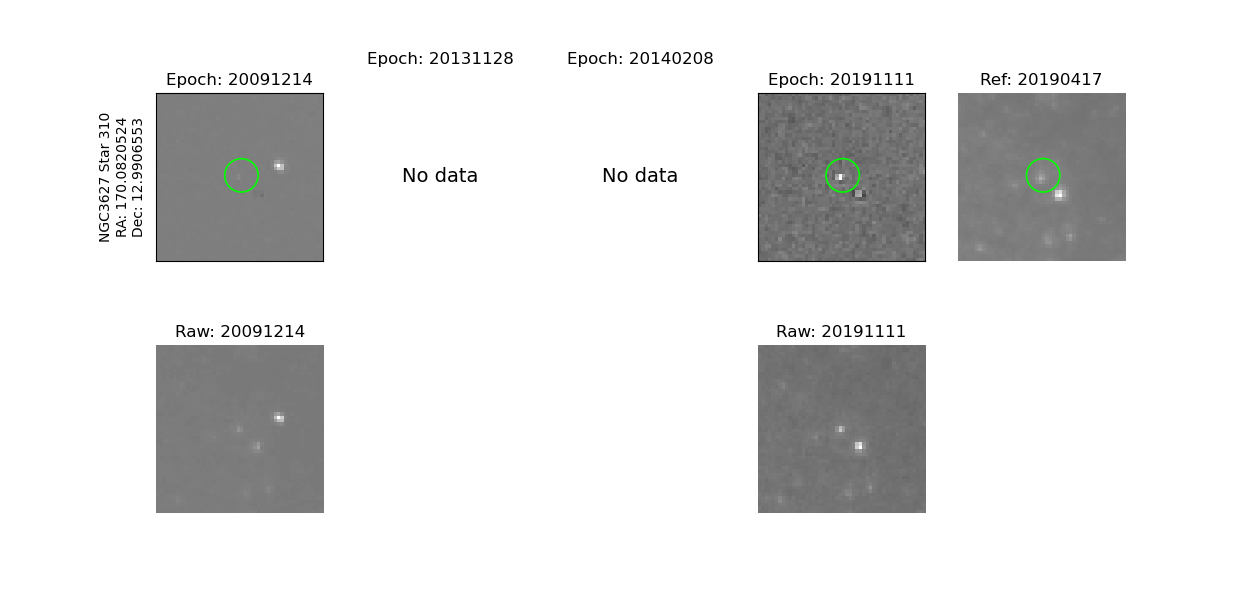 Epoch: 20131128
Epoch: 20140208
Epoch: 20091214
Epoch: 20191111
Ref: 20190417
NGC3627 Star 310
RA: 170.0820524
Dec: 12.9906553
No data
No data
Raw: 20091214
Raw: 20191111